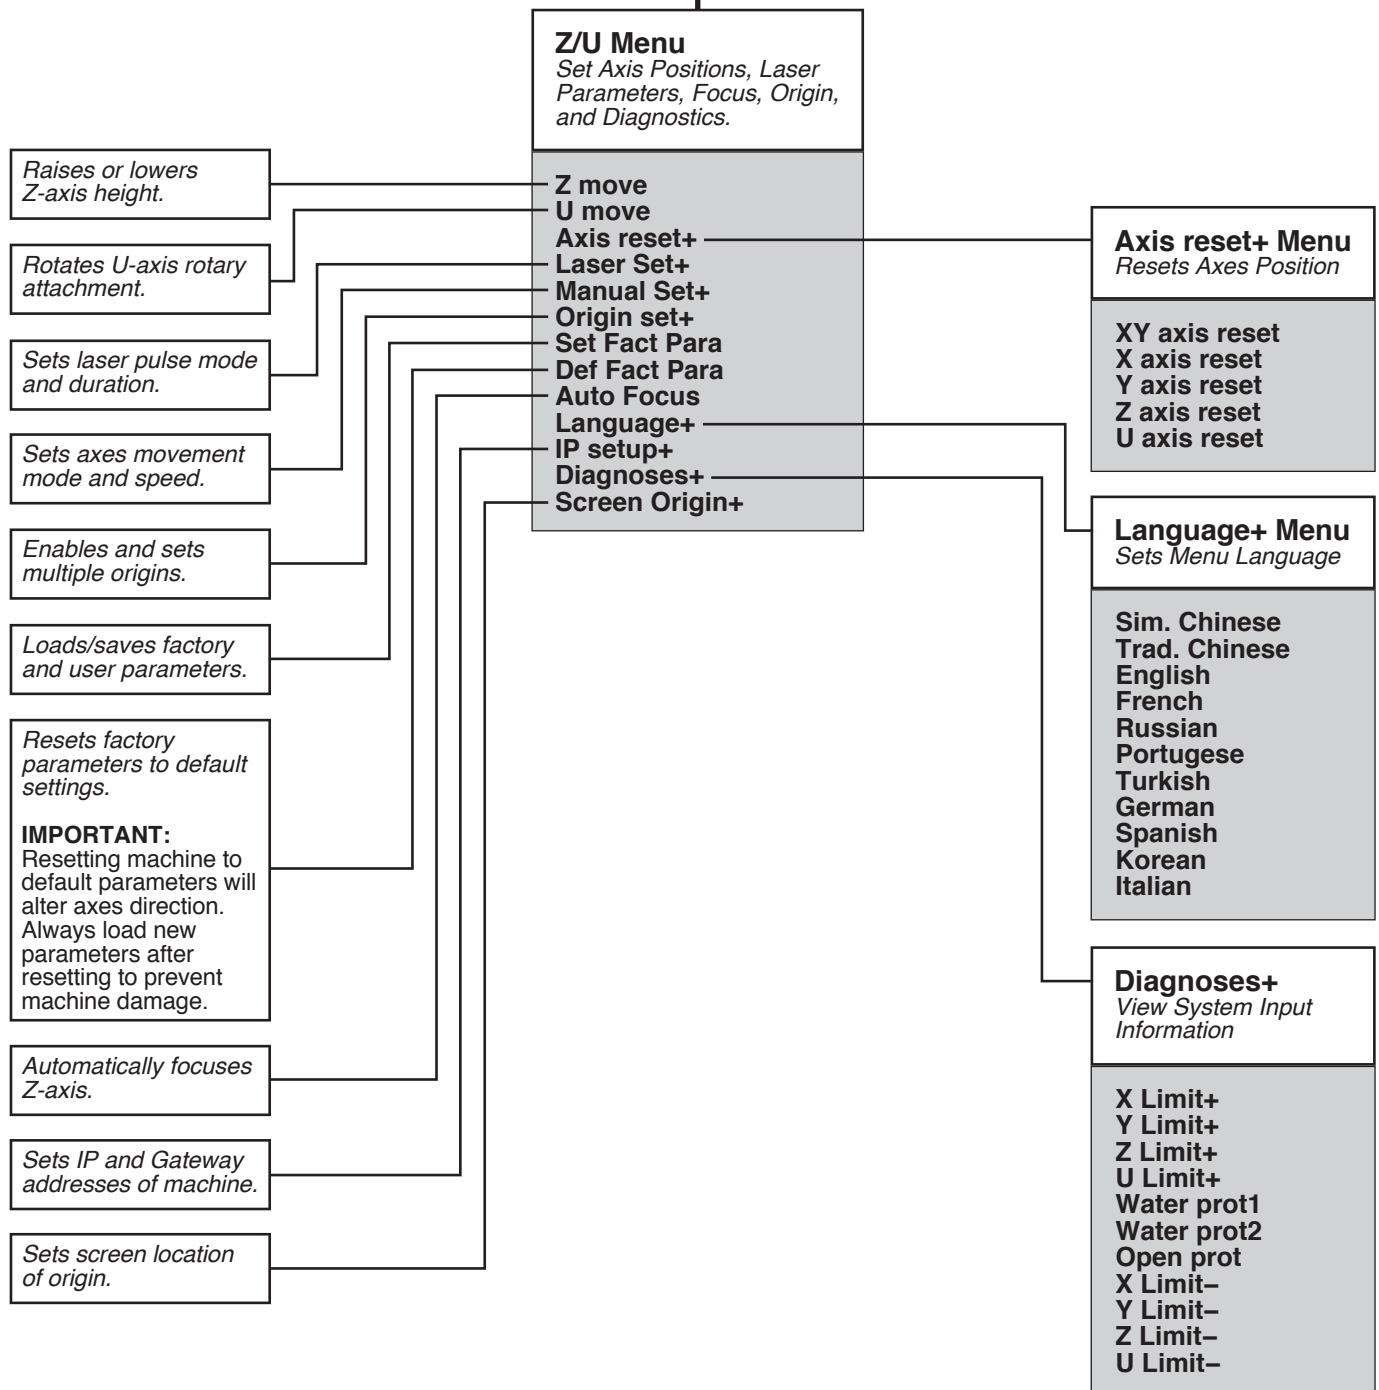 Z/U Menu
Set Axis Positions, Laser
Parameters, Focus, Origin,
and Diagnostics.
Z move
U move
Axis reset+
Laser Set+
Manual Set+
Origin set+
Set Fact Para
Def Fact Para
Auto Focus
Language+
IP setup+
Diagnoses+
Screen Origin+
Raises or lowers
Z-axis height.
Rotates U-axis rotary
attachment.
Sets laser pulse mode
and duration.
Sets axes movement
mode and speed.
Enables and sets
multiple origins.
Loads/saves factory
and user parameters.
Resets factory
parameters to default
settings.
IMPORTANT:
Resetting machine to
default parameters will
alter axes direction.
Always load new
parameters after
resetting to prevent
machine damage.
Automatically focuses
Z-axis.
Sets IP and Gateway
addresses of machine.
Sets screen location
of origin.
Axis reset+ Menu
Resets Axes Position
XY axis reset
X axis reset
Y axis reset
Z axis reset
U axis reset
Language+ Menu
Sets Menu Language
Sim. Chinese
Trad. Chinese
English
French
Russian
Portugese
Turkish
German
Spanish
Korean
Italian
Diagnoses+
View System Input
Information
X Limit+
Y Limit+
Z Limit+
U Limit+
Water prot1
Water prot2
Open prot
X Limit–
Y Limit–
Z Limit–
U Limit–